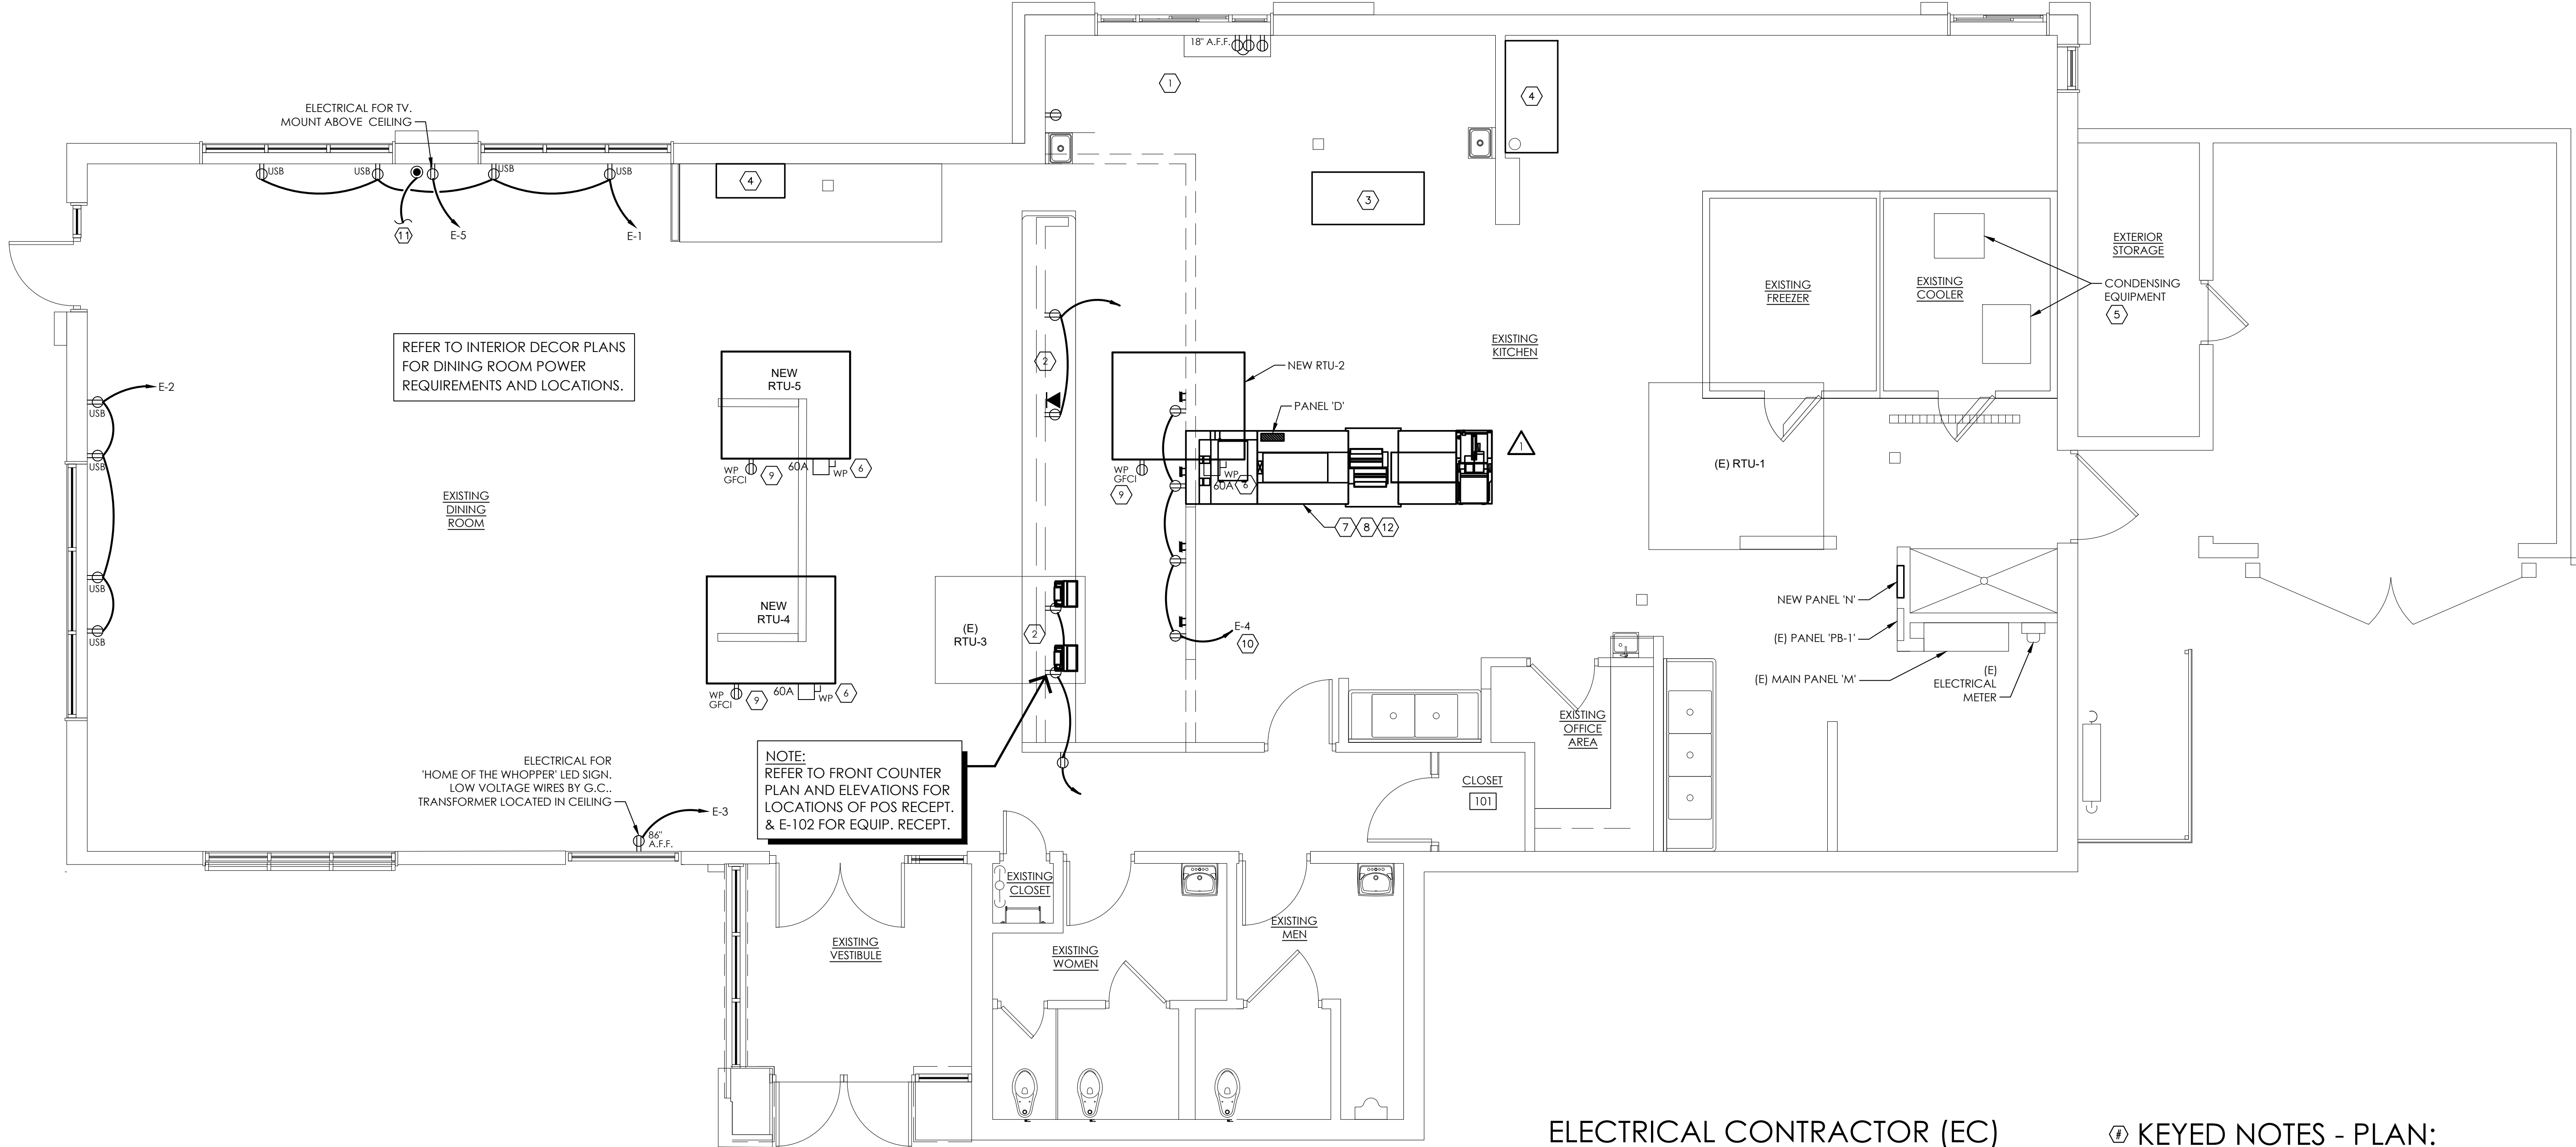 18" A.F.F.
1
4
ELECTRICAL FOR TV.
MOUNT ABOVE CEILING
USB
USB
USB
USB
11
E-5
E-1
4
3
EXISTING
FREEZER
EXISTING
COOLER
EXTERIOR
STORAGE
CONDENSING
EQUIPMENT
5
REFER TO INTERIOR DECOR PLANS
FOR DINING ROOM POWER
REQUIREMENTS AND LOCATIONS.
NEW
RTU-5
2
EXISTING
KITCHEN
NEW RTU-2
PANEL 'D'
1
E-2
USB
USB
USB
USB
WP
GFCI
9
60A
WP
6
WP
GFCI
9
WP
60A
6
(E) RTU-1
EXISTING
DINING
ROOM
7
8
12
NEW
RTU-4
(E)
RTU-3
2
E-4
10
NEW PANEL 'N'
(E) PANEL 'PB-1'
(E) MAIN PANEL 'M'
(E)
ELECTRICAL
METER
WP
GFCI
9
60A
WP
6
EXISTING
OFFICE
AREA
ELECTRICAL FOR
'HOME OF THE WHOPPER' LED SIGN.
LOW VOLTAGE WIRES BY G.C..
TRANSFORMER LOCATED IN CEILING
E-3
86"
A.F.F.
NOTE:
REFER TO FRONT COUNTER
PLAN AND ELEVATIONS FOR
LOCATIONS OF POS RECEPT.
& E-102 FOR EQUIP. RECEPT.
CLOSET
101
EXISTING
CLOSET
EXISTING
VESTIBULE
EXISTING
WOMEN
EXISTING
MEN
ELECTRICAL CONTRACTOR (EC)
# KEYED NOTES - PLAN: